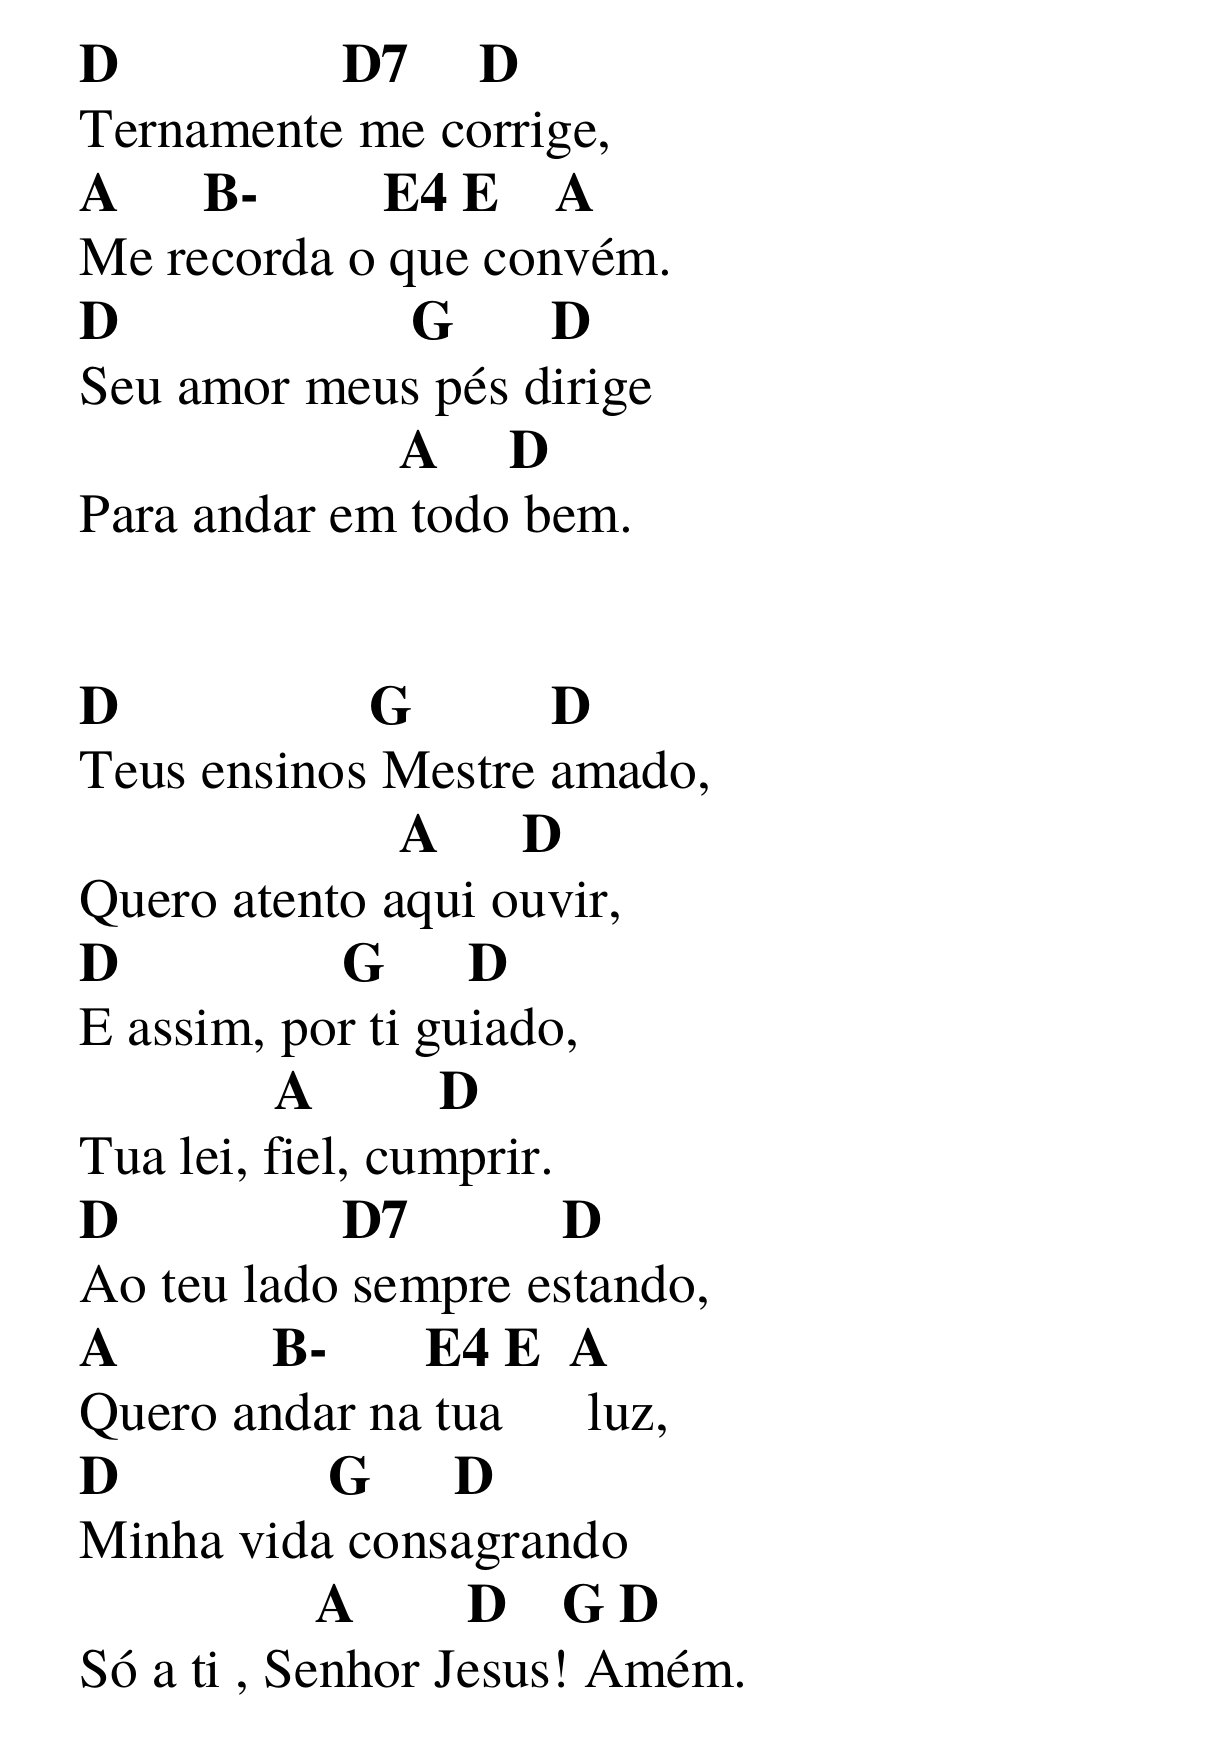 D D7 D
Ternamente me corrige,
A B- E4 E A
Me recorda o que convém.
D G D
Seu amor meus pés dirige
A D
Para andar em todo bem.
D G D
Teus ensinos Mestre amado,
A D
Quero atento aqui ouvir,
D G D
E assim, por ti guiado,
A D
Tua lei, fiel, cumprir.
D D7 D
Ao teu lado sempre estando,
A B- E4 E A
Quero andar na tua luz,
D G D
Minha vida consagrando
A D G D
Só a ti , Senhor Jesus! Amém.